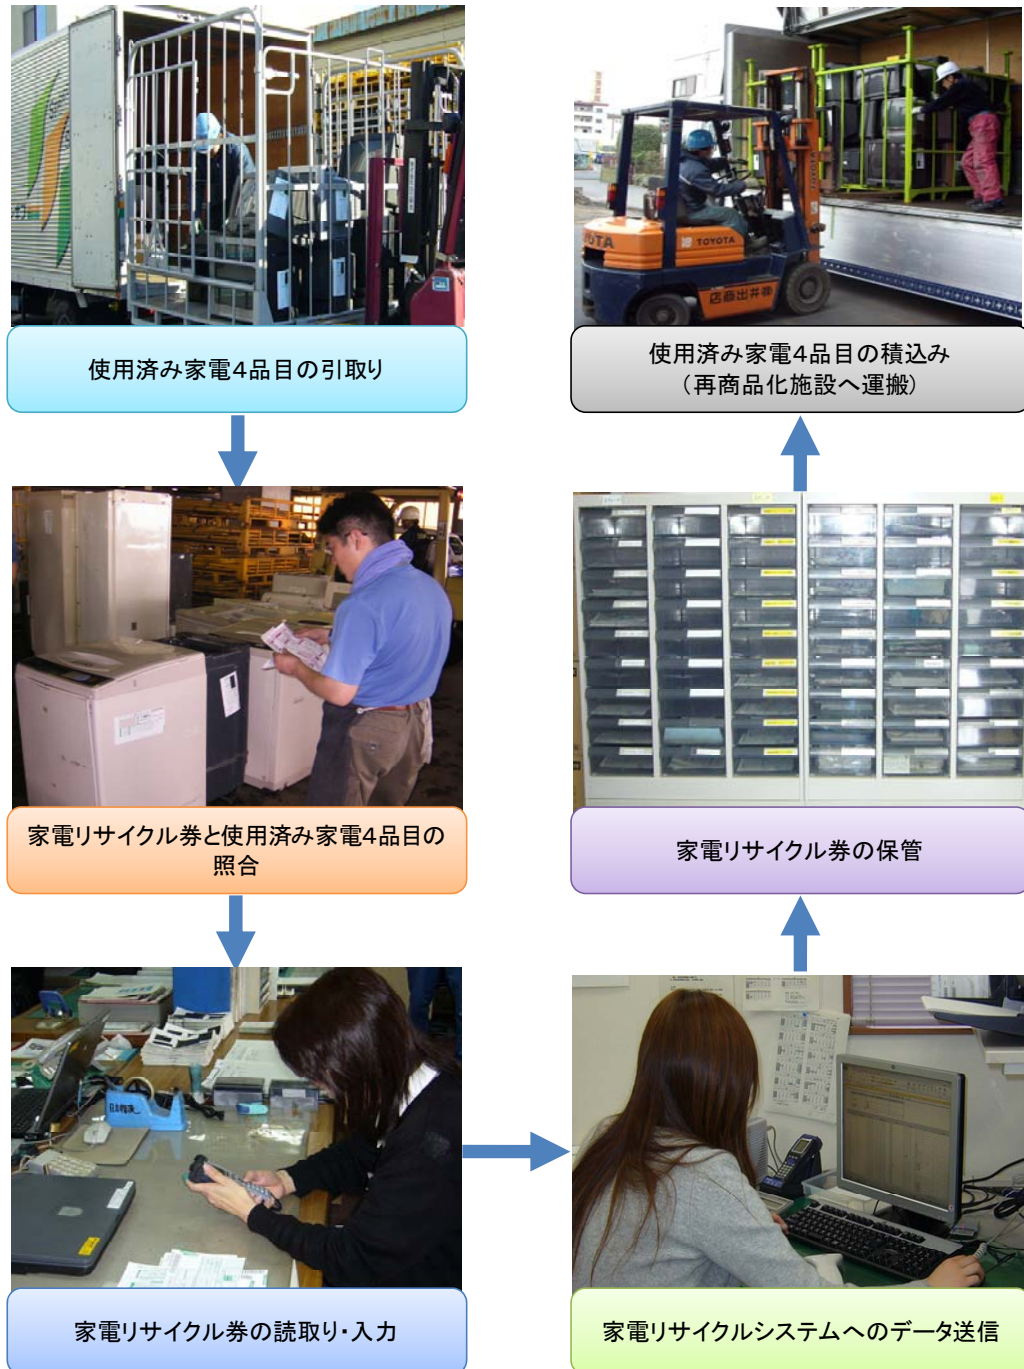 使用済み家電4品目の引取り
家電リサイクル券と使用済み家電4品目の
照合
家電リサイクル券の読取り・入力
家電リサイクルシステムへのデータ送信
家電リサイクル券の保管
TOYOTA
店商出井㈱
使用済み家電4品目の積込み
(再商品化施設へ運搬)